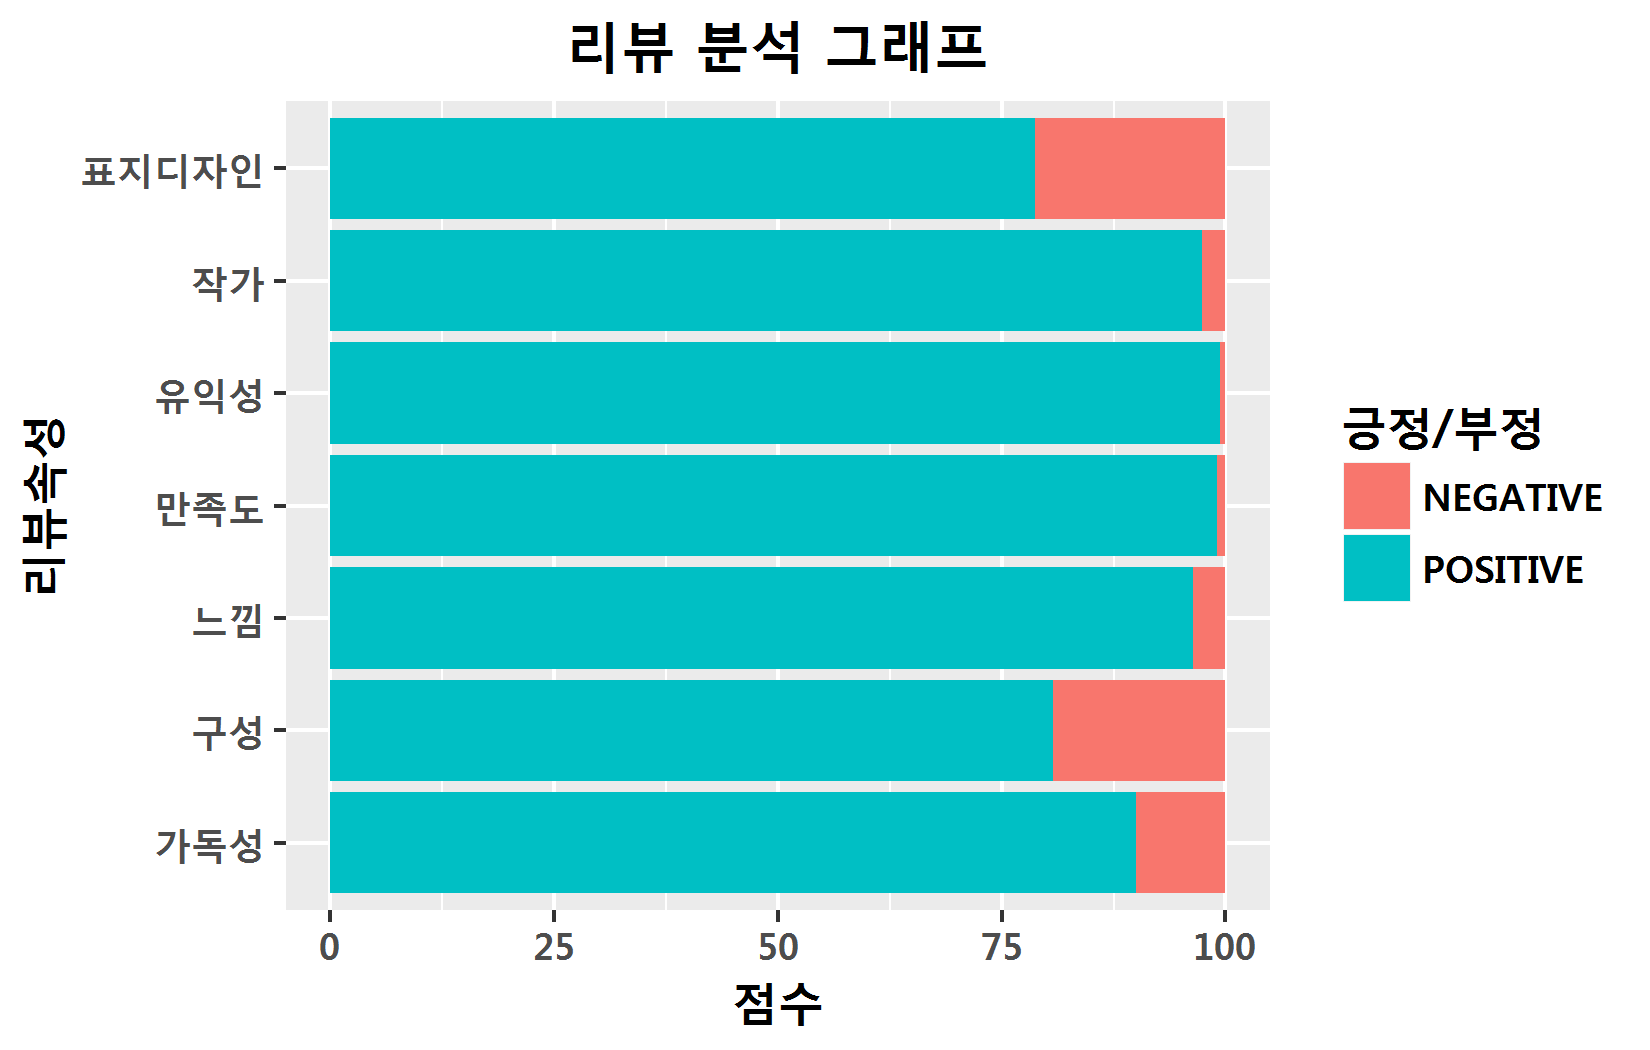 리뷰 분석 그래프
리뷰속성
표지디자인
작가
유익성
만족도
느낌
구성
가독성
0 25 50 75 100
점수
긍정/부정
NEGATIVE
POSITIVE